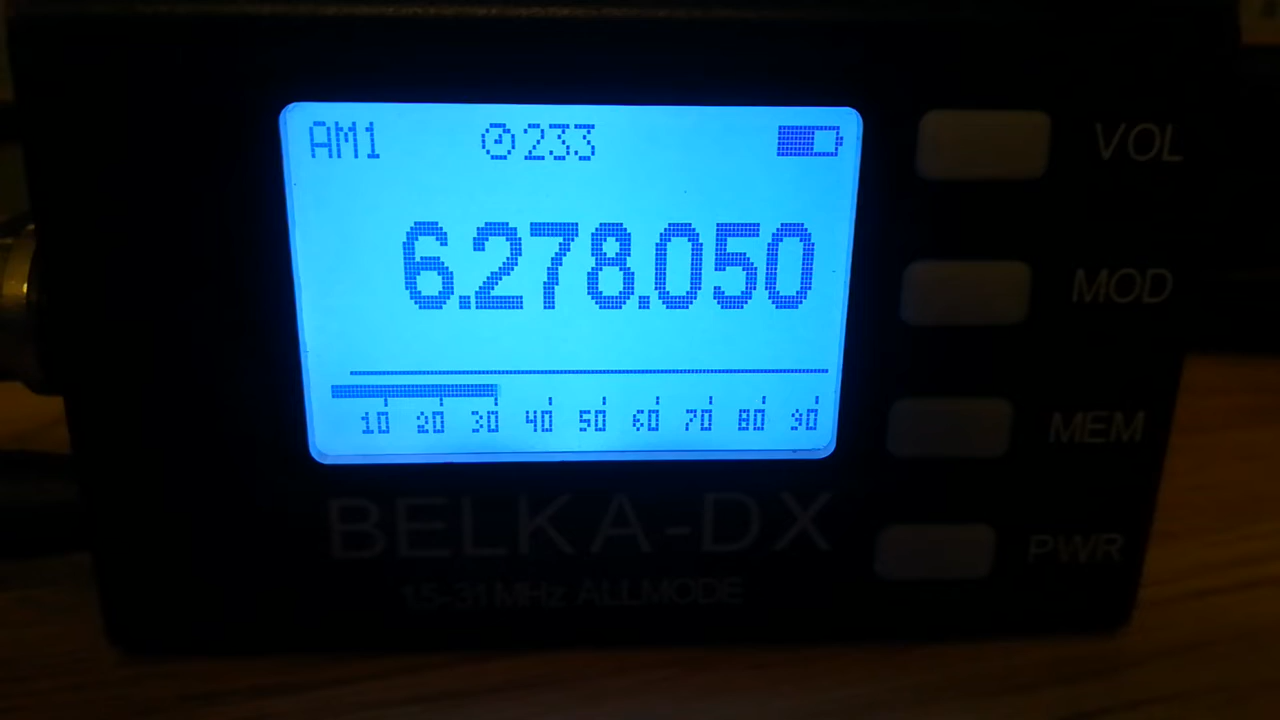 AM1 233
6.278.050
10 20 30 40 50 60 70 80 90
VOL
MOD
MEM
PWR
BELKA-DX
1.5-31MHz ALLMODE